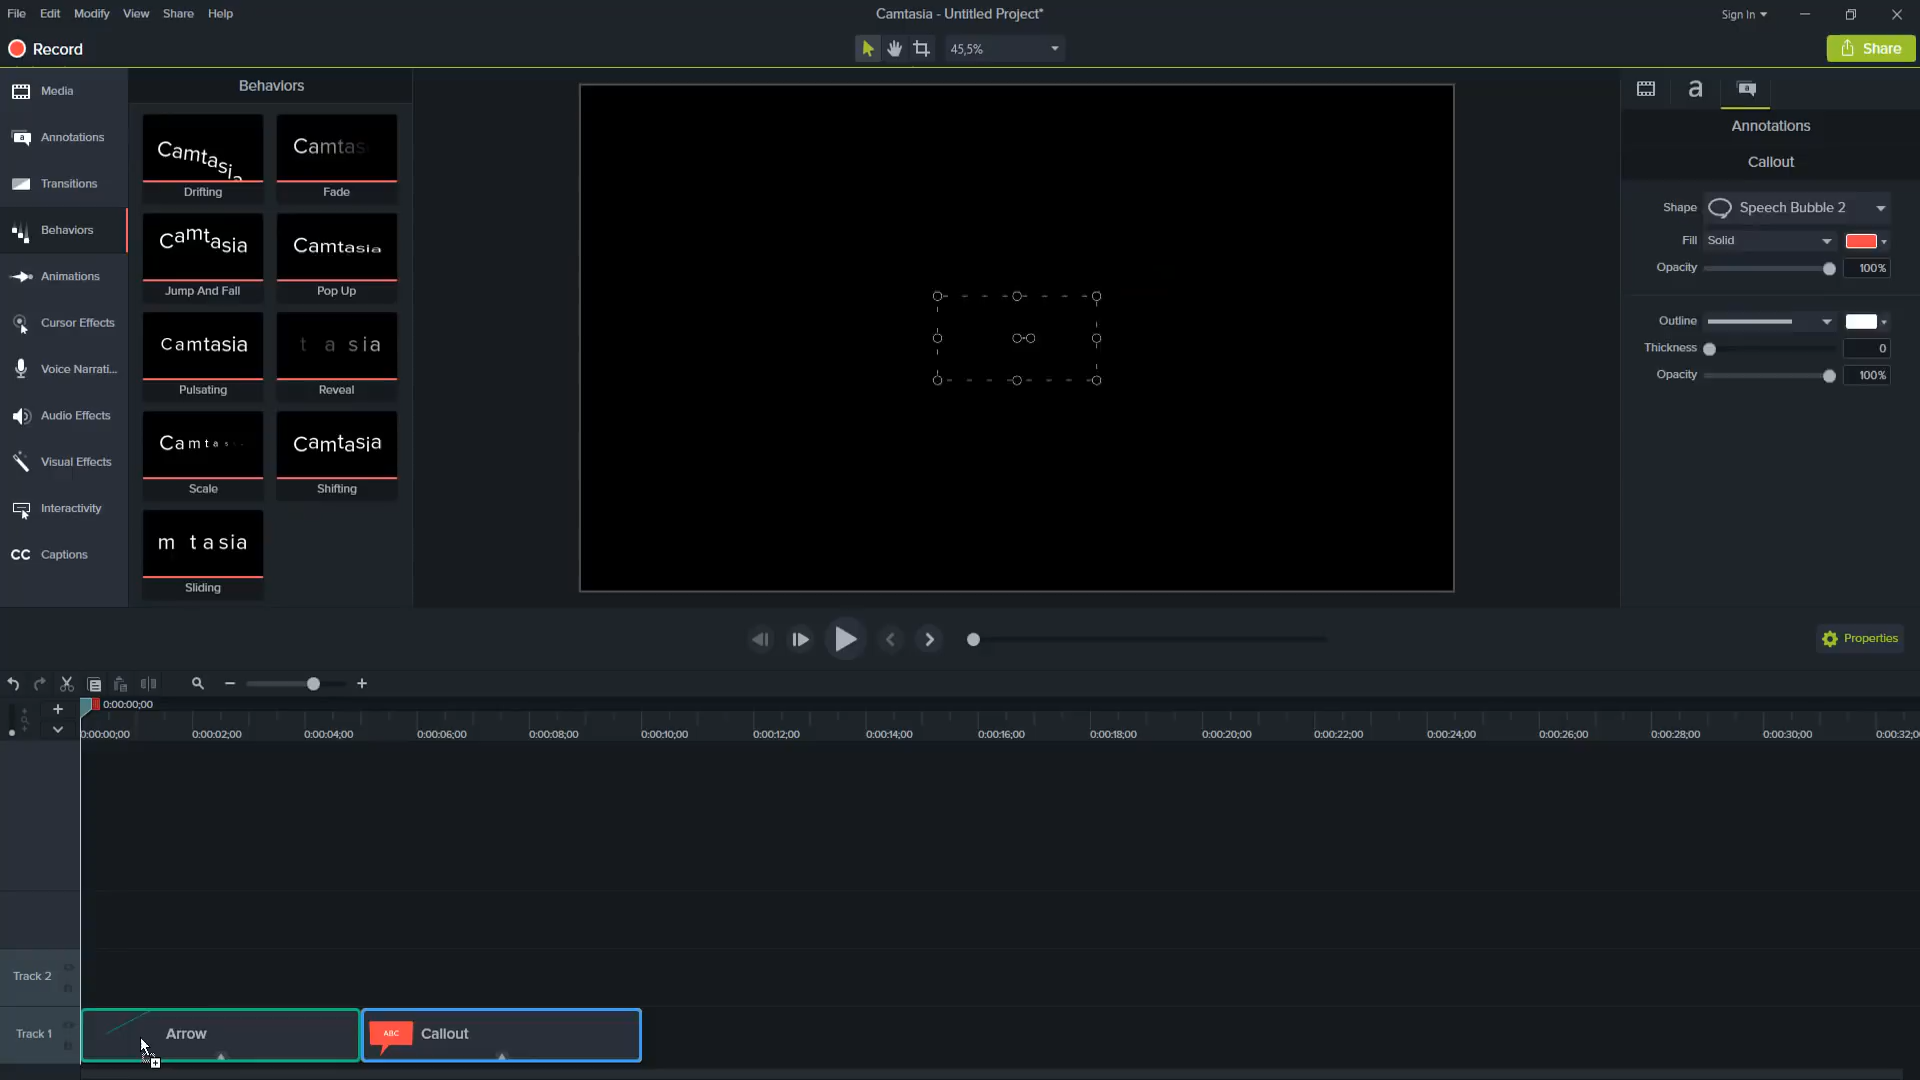 File Edit Modify View Share Help
Camtasia - Untitled Project*
Sign In
Record
45,5%
Share
Media
Annotations
Transitions
Behaviors
Animations
Cursor Effects
Voice Narrati...
Audio Effects
Visual Effects
Interactivity
CC Captions
Behaviors
Camtasia
Drifting
Camtas
Fade
Camtasia
Jump And Fall
Camtasia
Pop Up
Camtasia
Pulsating
t a sia
Reveal
Camtas
Scale
Camtasia
Shifting
m t a sia
Sliding
a
Annotations
Callout
Shape Speech Bubble 2
Fill Solid
Opacity 100%
Outline
Thickness 0
Opacity 100%
Properties
0:00:00;00
0:00:00;00 0:00:02;00 0:00:04;00 0:00:06;00 0:00:08;00 0:00:10;00 0:00:12;00 0:00:14;00 0:00:16;00 0:00:18;00 0:00:20;00 0:00:22;00 0:00:24;00 0:00:26;00 0:00:28;00 0:00:30;00 0:00:32;0
Track 2
Track 1
Arrow
ABC Callout